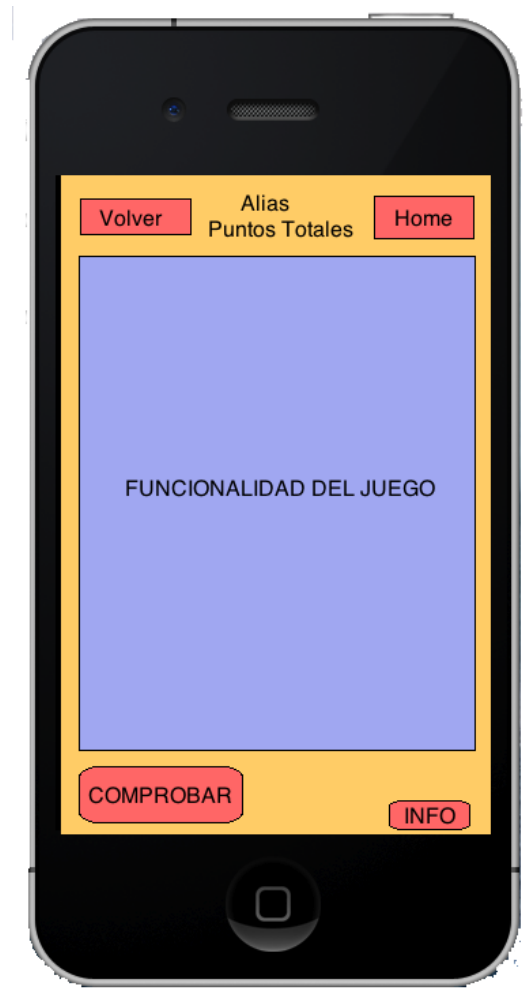 Volver
Alias
Puntos Totales
Home
FUNCIONALIDAD DEL JUEGO
COMPROBAR
INFO